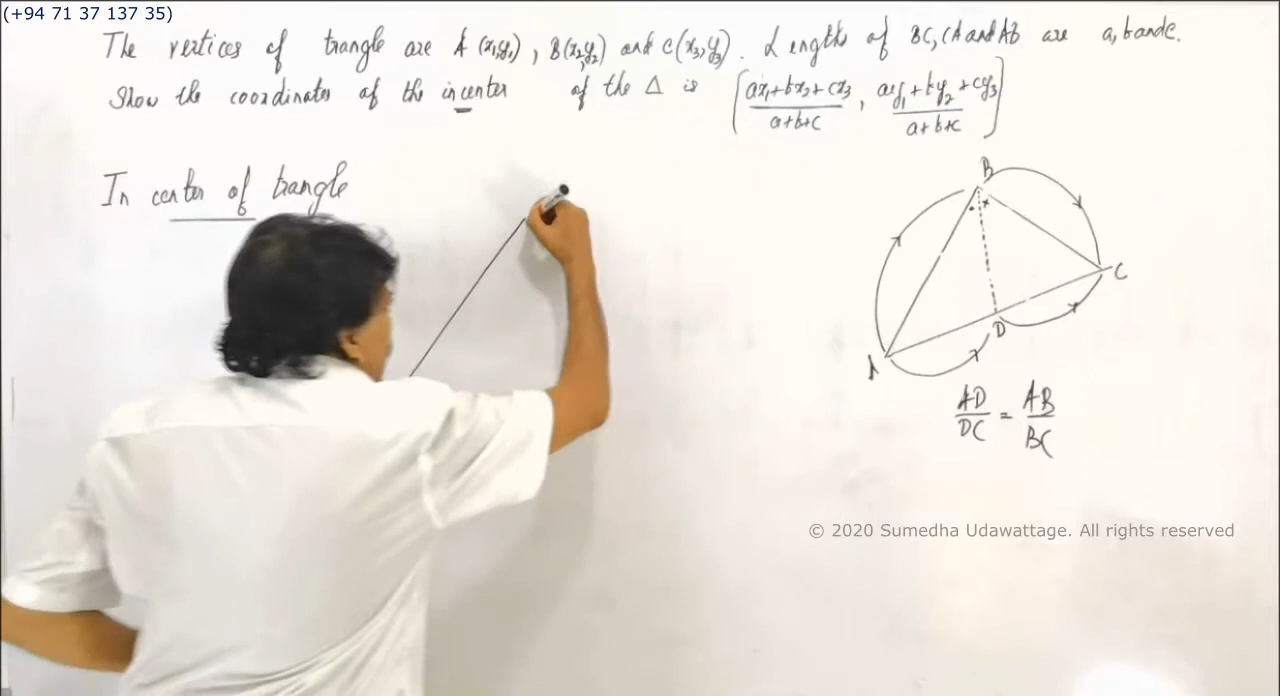 (+94 71 37 137 35)
The vertices of trangle are A (x1,y1), B(x2,y2) and C(x3,y3). Lengths of BC, CA and AB are a, b and c.
Show the coordinates of the incenter of the Δ is [ax1+bx2+cx3 / a+b+c, ay1+by2+cy3 / a+b+c]
In center of trangle
B
C
D
A
AD/DC = AB/BC
© 2020 Sumedha Udawattage. All rights reserved